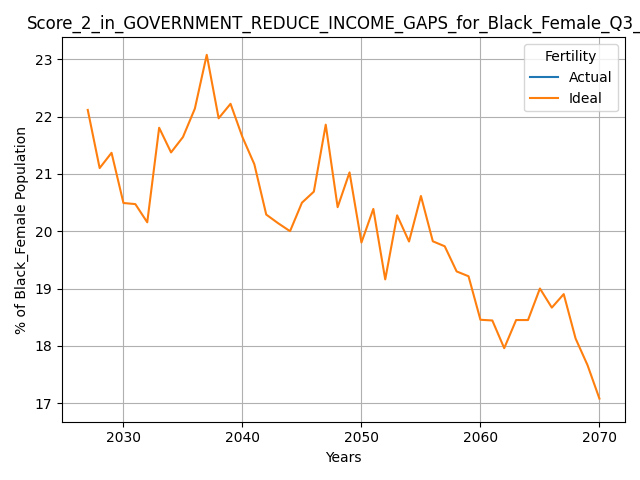 Score_2_in_GOVERNMENT_REDUCE_INCOME_GAPS_for_Black_Female_Q3_
Fertility
Actual
Ideal
% of Black_Female Population
23
22
21
20
19
18
17
2030
2040
2050
2060
2070
Years